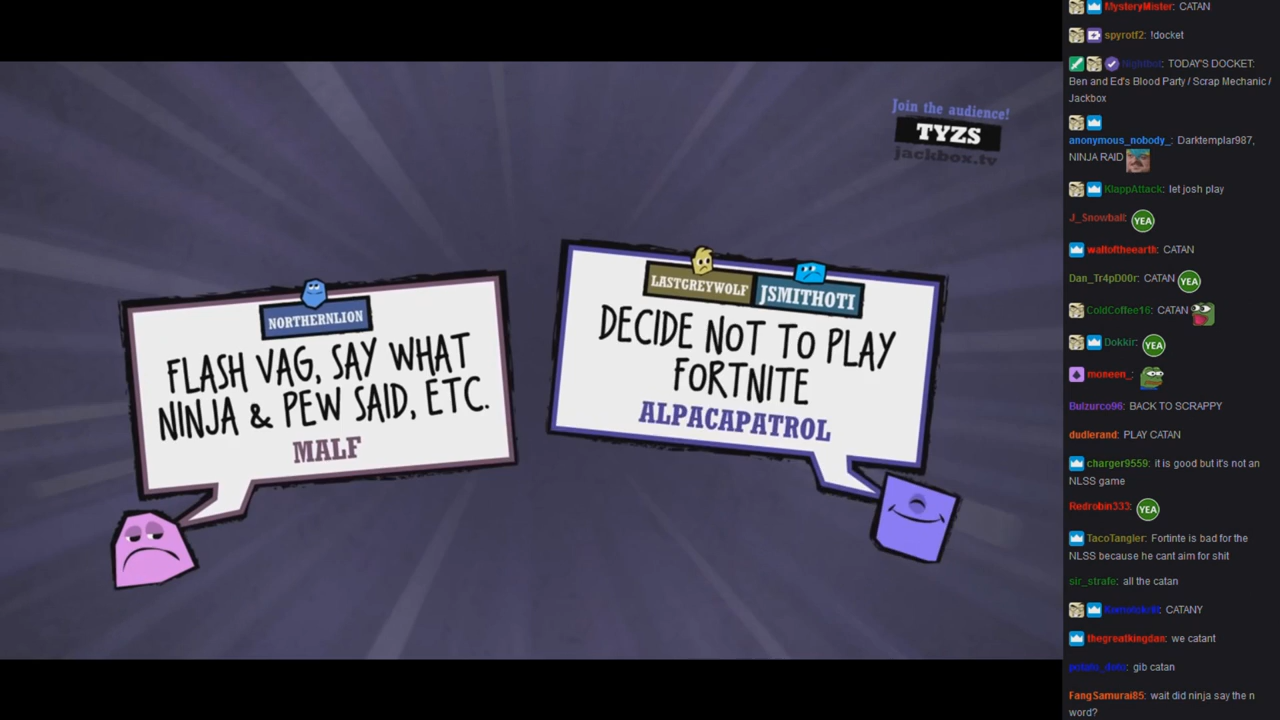 Join the audience!
TYZS
jackbox.tv
NORTHERNLION
FLASH VAG, SAY WHAT
NINJA & PEW SAID, ETC.
MALF
LASTGREYWOLF JSMITHOTI
DECIDE NOT TO PLAY
FORTNITE
ALPACAPATROL
MysteryMister: CATAN
spyrotf2: !docket
Nightbot: TODAY'S DOCKET:
Ben and Ed's Blood Party / Scrap Mechanic /
Jackbox
anonymous_nobody_: Darktemplar987,
NINJA RAID
KlappAttack: let josh play
J_Snowball: YEA
waltoftheearth: CATAN
Dan_Tr4pD00r: CATAN YEA
ColdCoffee16: CATAN
Dokkir: YEA
moneen_:
Bulzurco96: BACK TO SCRAPPY
dudlerand: PLAY CATAN
charger9559: it is good but it's not an
NLSS game
Redrobin333: YEA
TacoTangler: Fortinte is bad for the
NLSS because he cant aim for shit
sir_strafe: all the catan
CATANY
thegreatkingdan: we catant
gib catan
FangSamurai85: wait did ninja say the n
word?